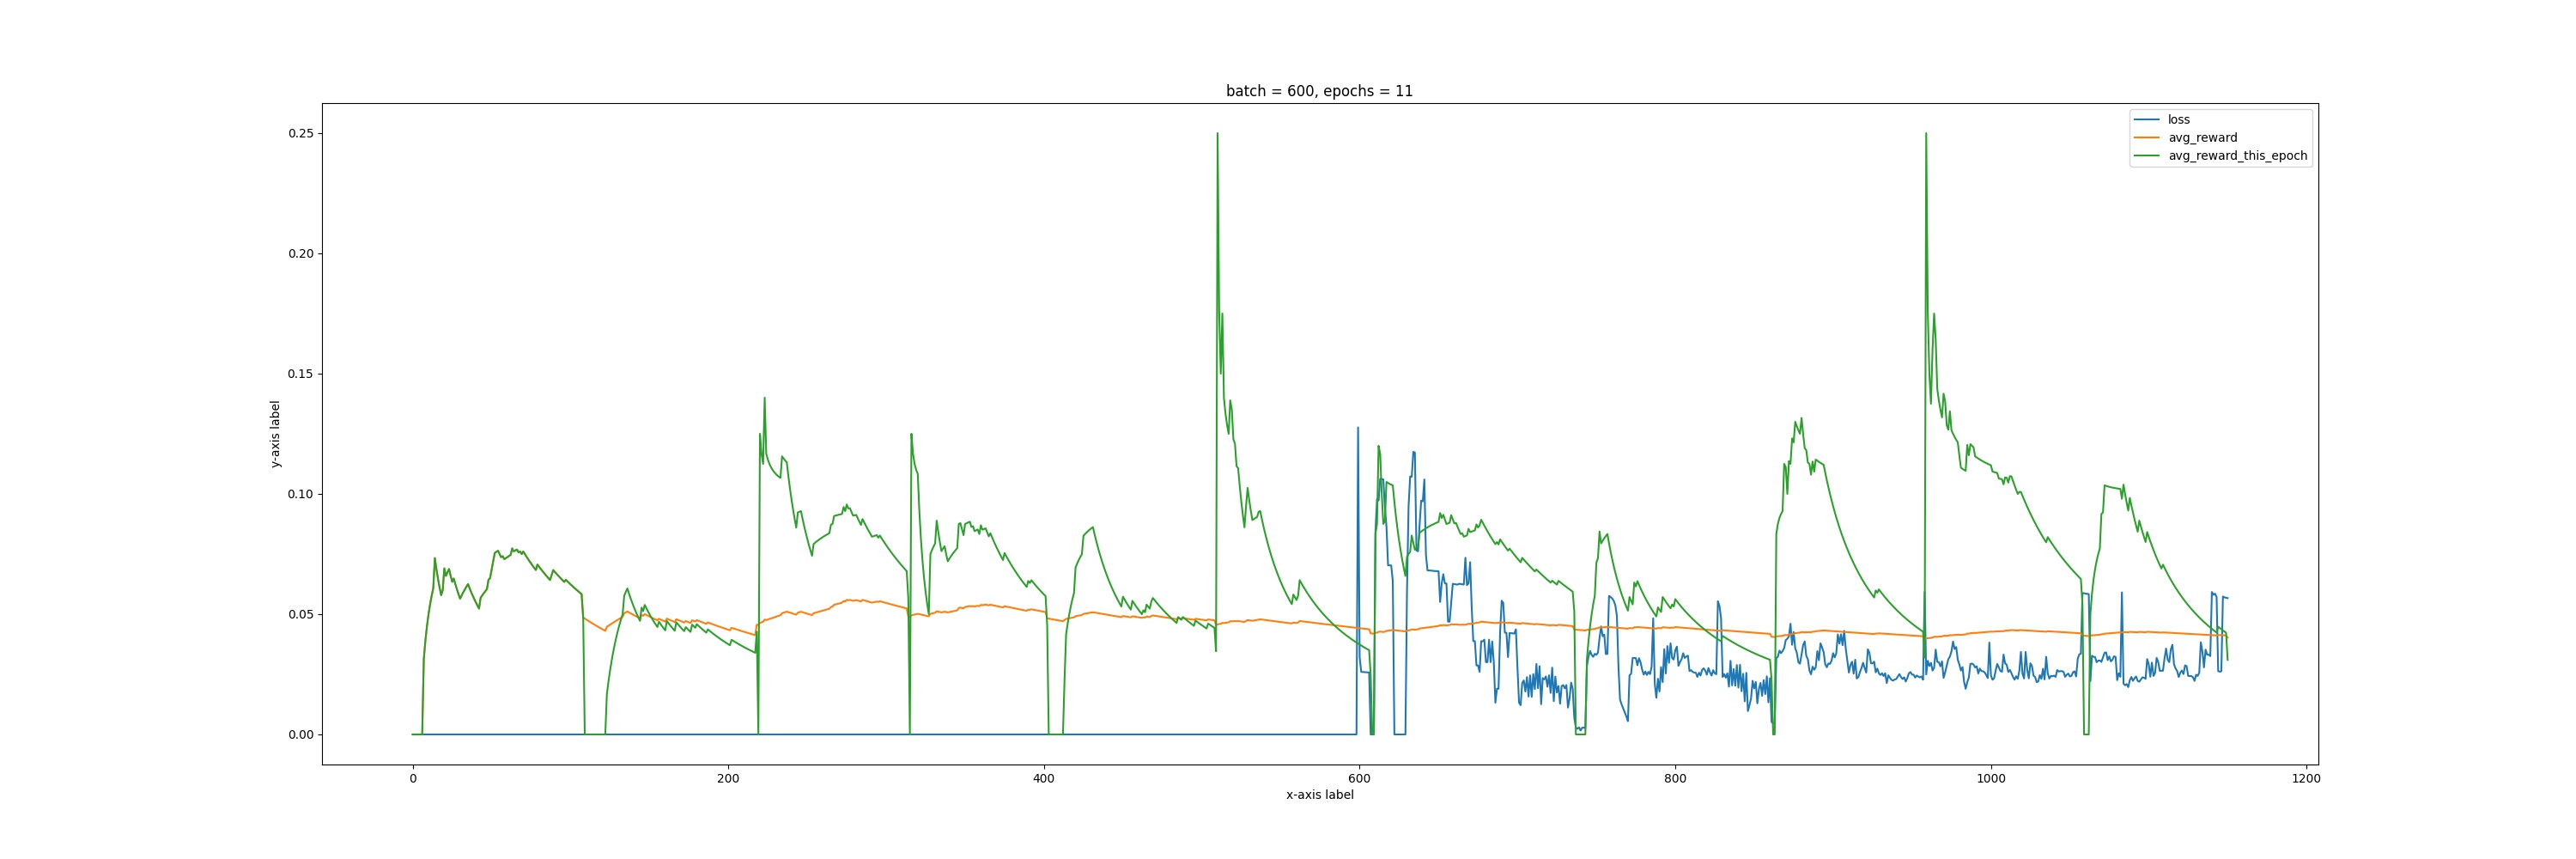 batch = 600, epochs = 11
loss
avg_reward
avg_reward_this_epoch
0.25
0.20
0.15
0.10
0.05
0.00
y-axis label
0 200 400 600 800 1000 1200
x-axis label